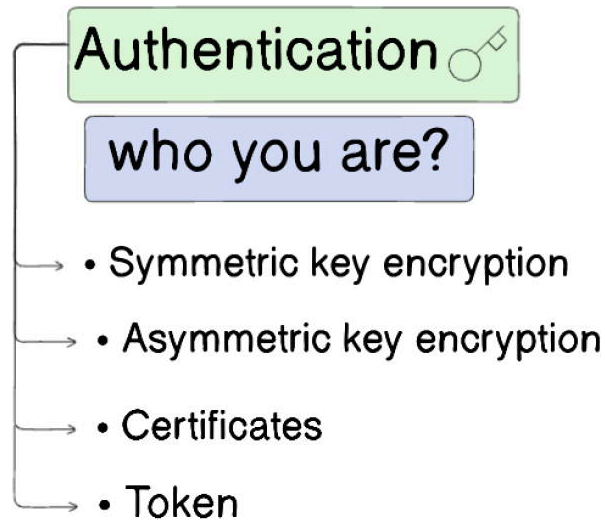 Authentication
who you are?
• Symmetric key encryption
• Asymmetric key encryption
• Certificates
• Token